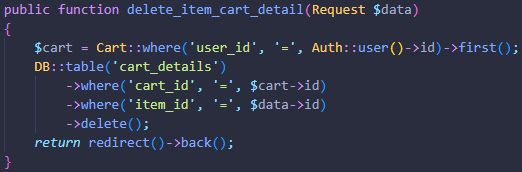 public function delete_item_cart_detail(Request $data)
{
    $cart = Cart::where('user_id', '=', Auth::user()->id)->first();
    DB::table('cart_details')
        ->where('cart_id', '=', $cart->id)
        ->where('item_id', '=', $data->id)
        ->delete();
    return redirect()->back();
}